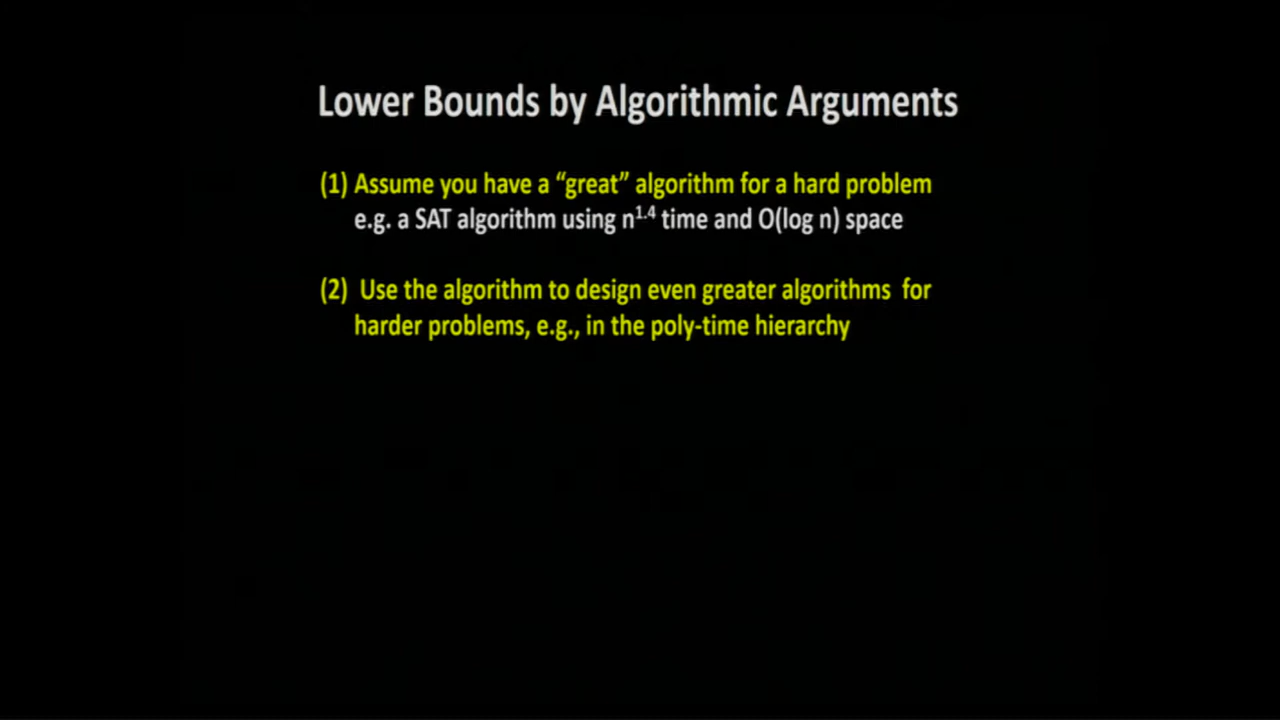 Lower Bounds by Algorithmic Arguments
(1) Assume you have a “great” algorithm for a hard problem
e.g. a SAT algorithm using n^1.4 time and O(log n) space
(2) Use the algorithm to design even greater algorithms for
harder problems, e.g., in the poly-time hierarchy